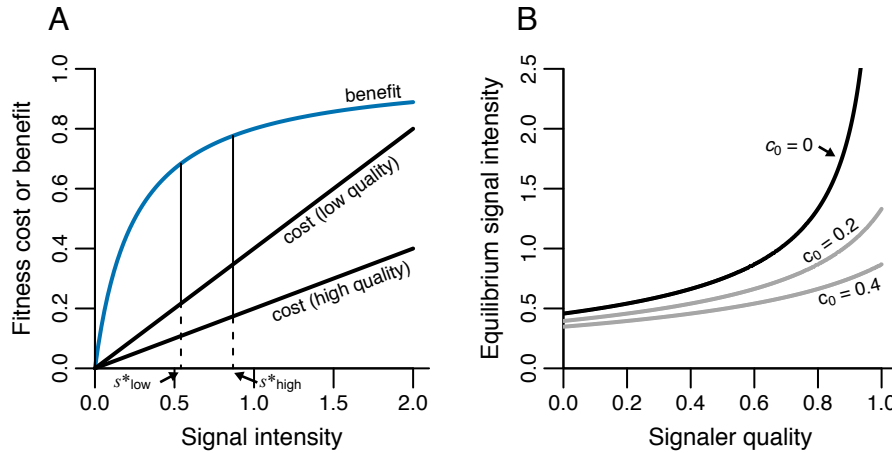 A
Fitness cost or benefit
1.0
0.8
0.6
0.4
0.2
0.0
benefit
cost (low quality)
cost (high quality)
s*low
s*high
0.0 0.5 1.0 1.5 2.0
Signal intensity
B
Equilibrium signal intensity
2.5
2.0
1.5
1.0
0.5
0.0
c0 = 0
c0 = 0.2
c0 = 0.4
0.0 0.2 0.4 0.6 0.8 1.0
Signaler quality